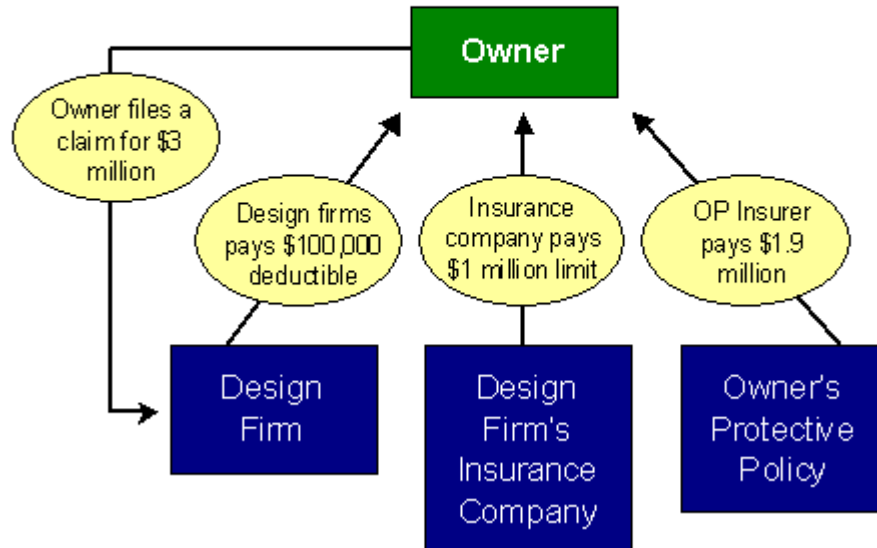 Owner
Owner files a
claim for $3
million
Design firms
pays $100,000
deductible
Insurance
company pays
$1 million limit
OP Insurer
pays $1.9
million
Design
Firm
Design
Firm's
Insurance
Company
Owner's
Protective
Policy